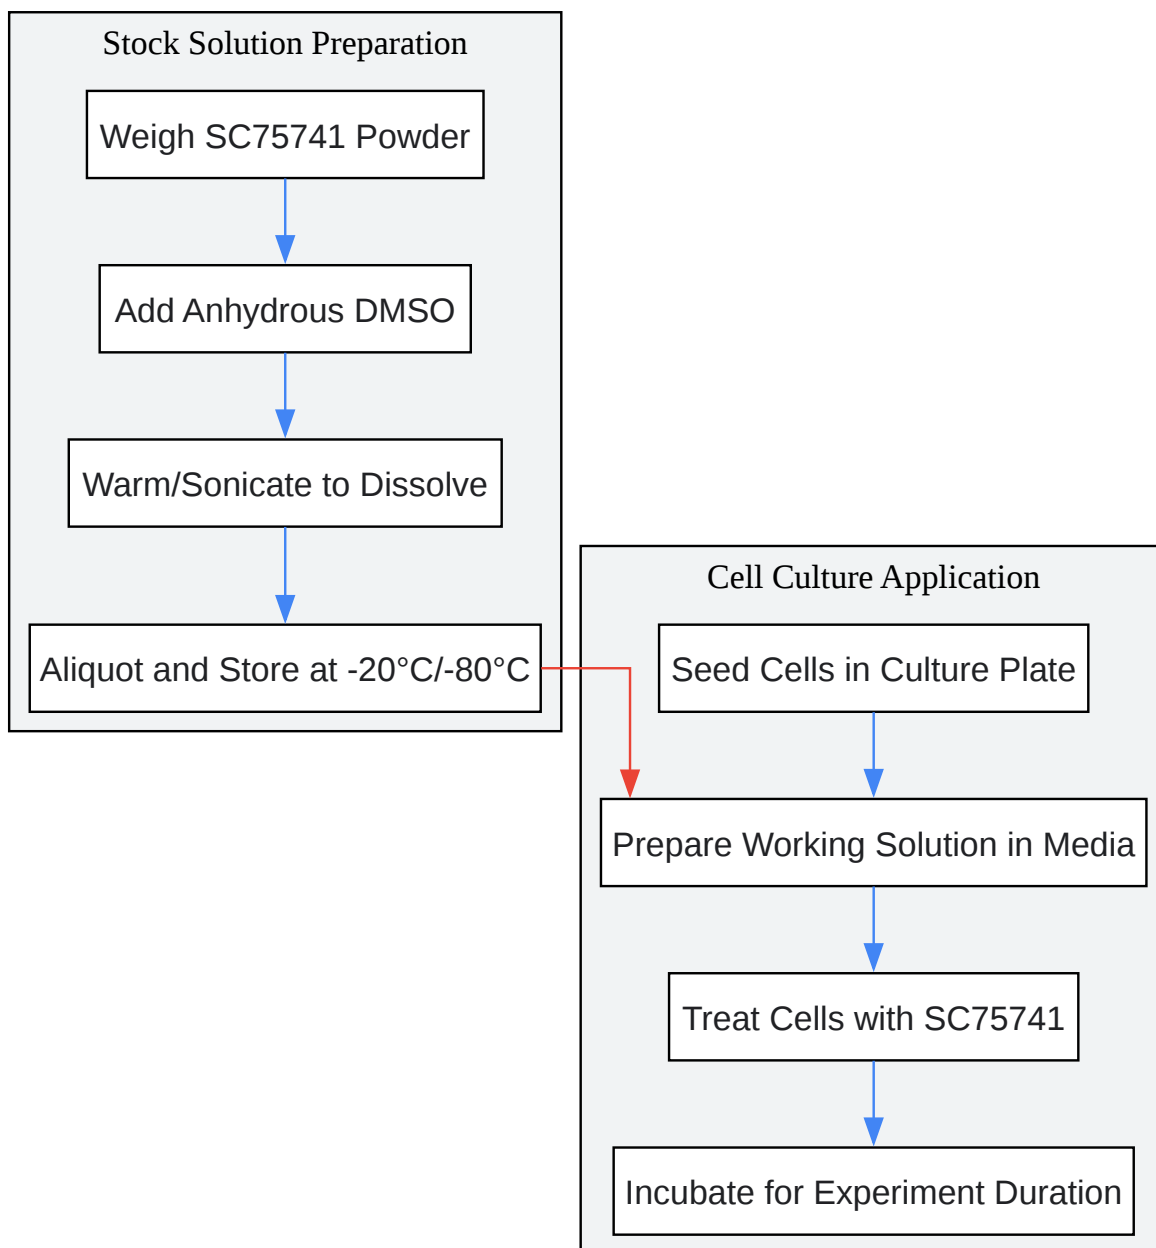 Stock Solution Preparation
Weigh SC75741 Powder
Add Anhydrous DMSO
Warm/Sonicate to Dissolve
Aliquot and Store at -20°C/-80°C
Cell Culture Application
Seed Cells in Culture Plate
Prepare Working Solution in Media
Treat Cells with SC75741
Incubate for Experiment Duration